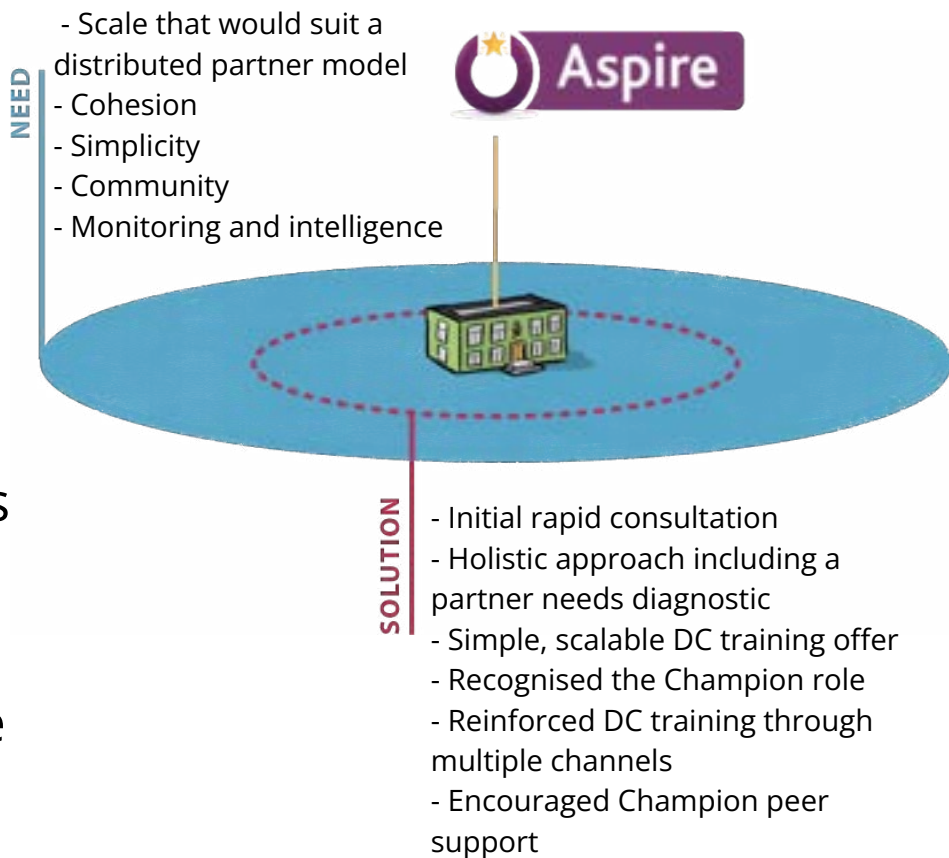 - Scale that would suit a
distributed partner model
- Cohesion
- Simplicity
- Community
- Monitoring and intelligence
NEED
Aspire
s
e
SOLUTION
- Initial rapid consultation
- Holistic approach including a
partner needs diagnostic
- Simple, scalable DC training offer
- Recognised the Champion role
- Reinforced DC training through
multiple channels
- Encouraged Champion peer
support